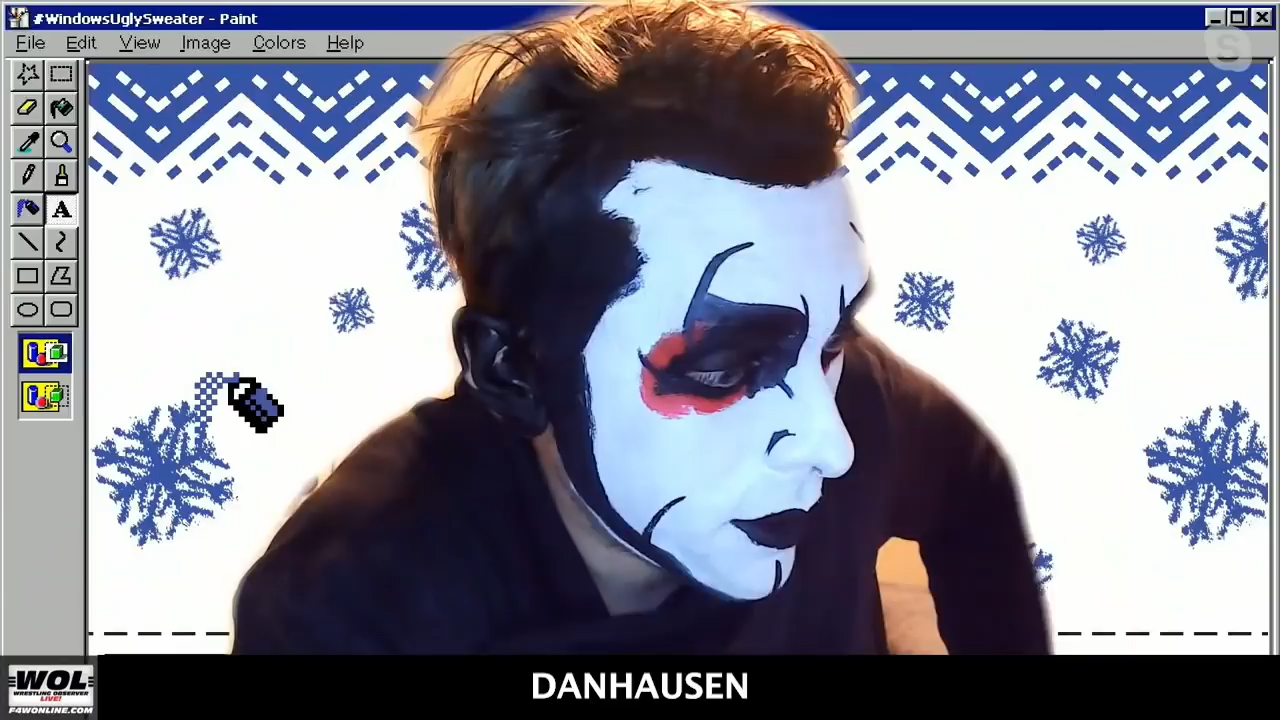 #WindowsUglySweater - Paint
File Edit View Image Colors Help
S
A
WOL
WRESTLING OBSERVER
LIVE!
F4WONLINE.COM
DANHAUSEN